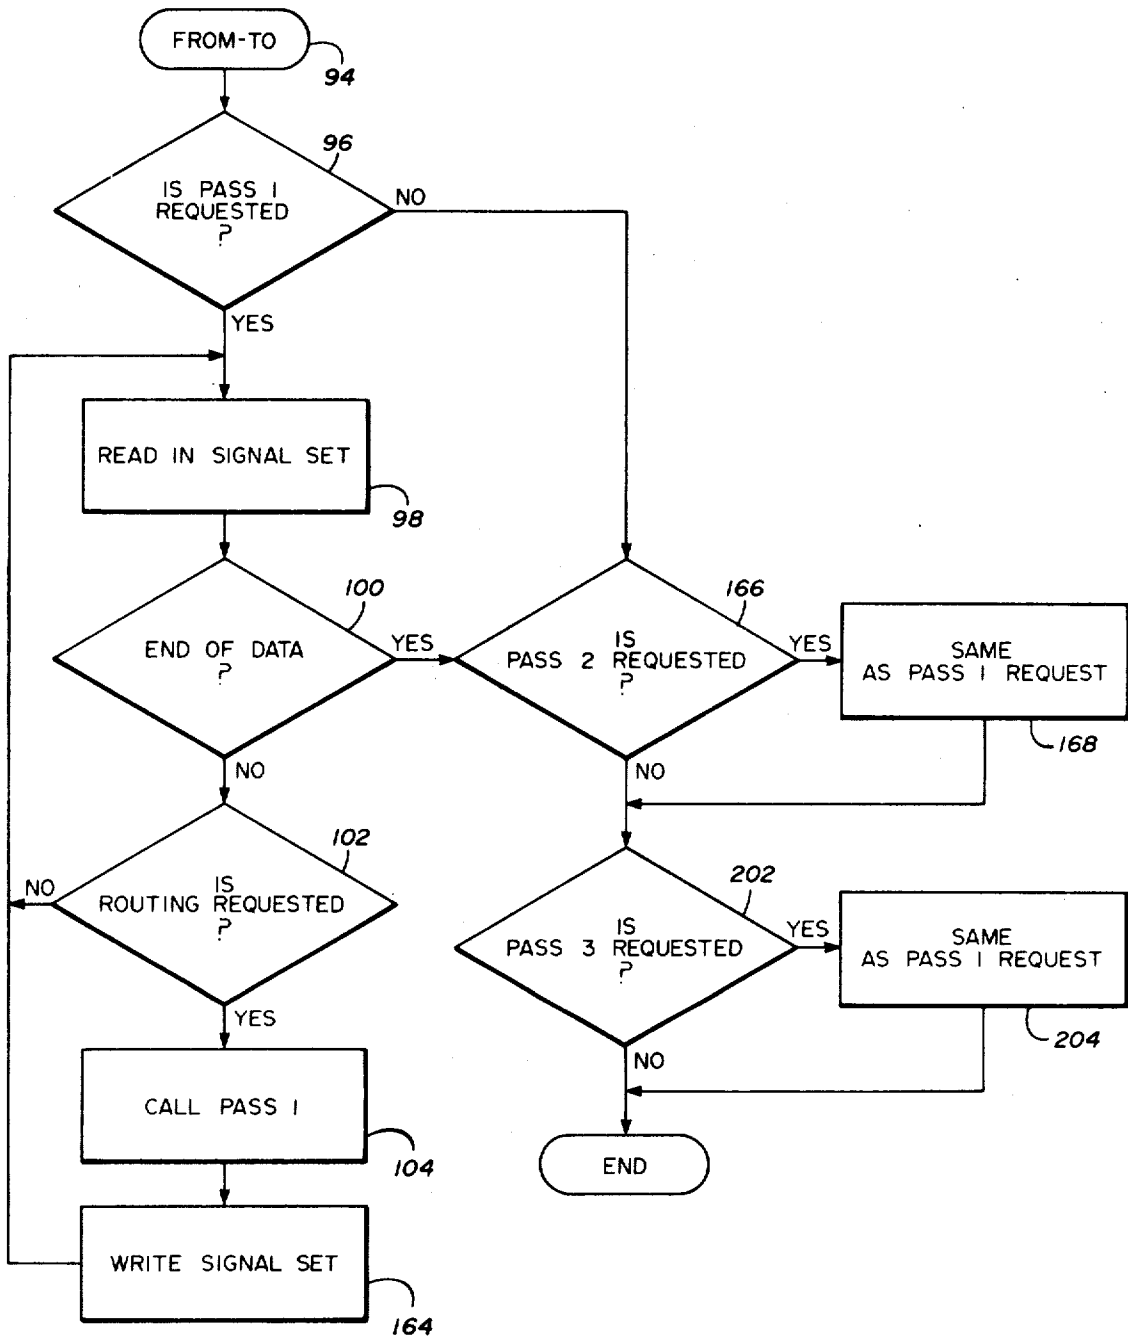 FROM-TO
94
96
IS PASS 1
REQUESTED
?
NO
YES
READ IN SIGNAL SET
98
100
END OF DATA
?
YES
NO
166
IS
PASS 2 REQUESTED
?
YES
NO
SAME
AS PASS 1 REQUEST
168
102
IS
ROUTING REQUESTED
?
NO
YES
202
IS
PASS 3 REQUESTED
?
YES
NO
SAME
AS PASS 1 REQUEST
204
CALL PASS 1
104
END
WRITE SIGNAL SET
164